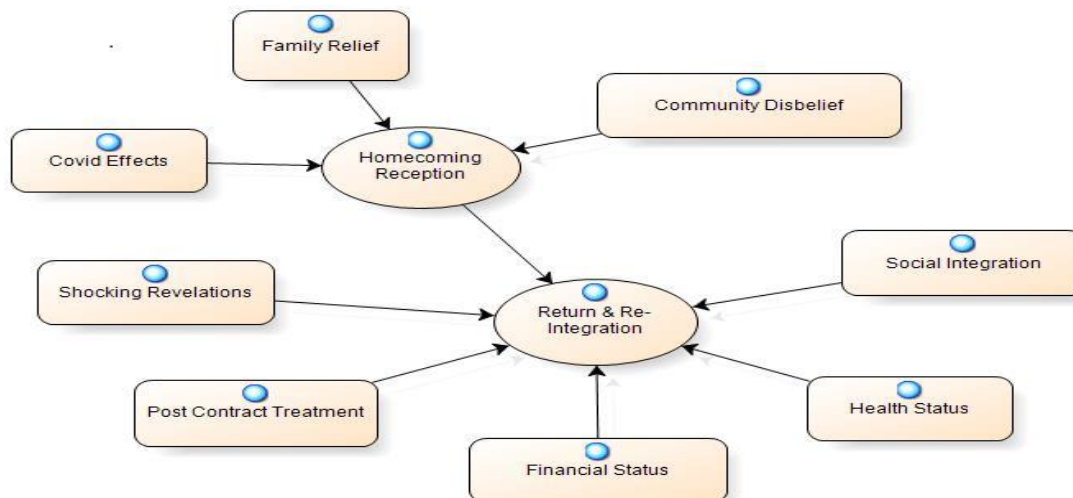 Family Relief
Community Disbelief
Covid Effects
Homecoming
Reception
Social Integration
Shocking Revelations
Return & Re-
Integration
Post Contract Treatment
Health Status
Financial Status